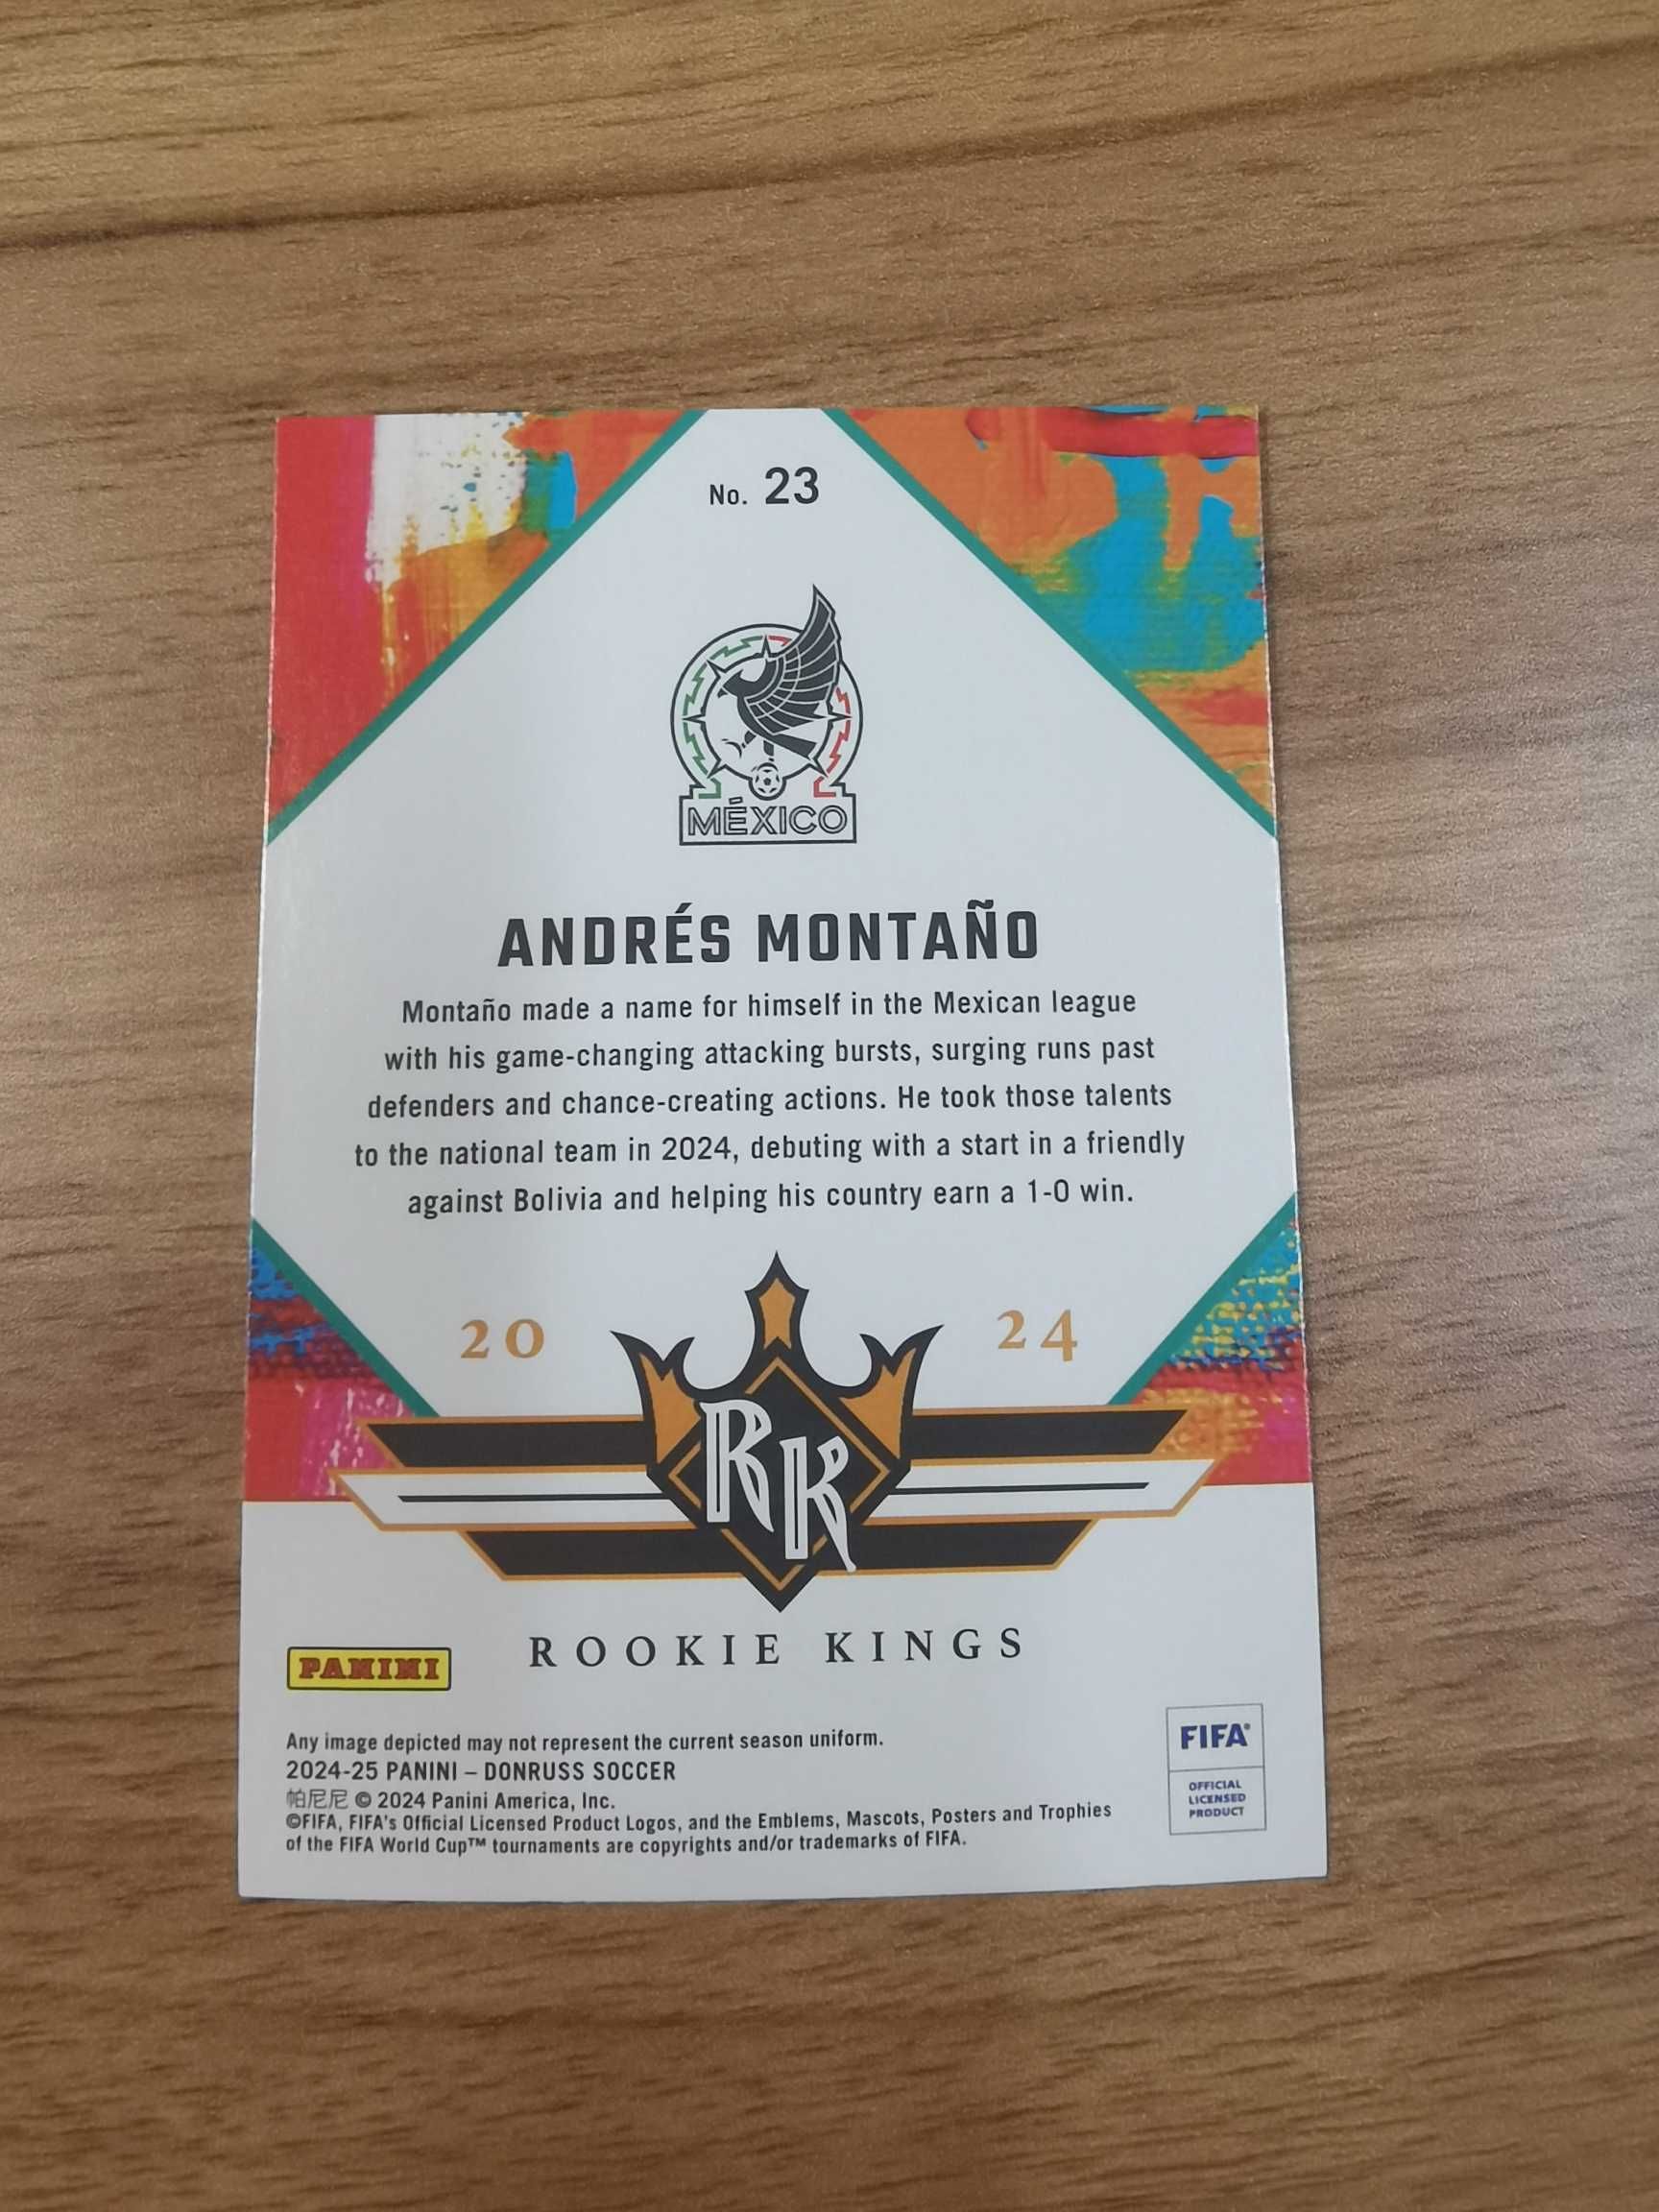 No. 23
MÉXICO
ANDRÉS MONTAÑO
Montaño made a name for himself in the Mexican league
with his game-changing attacking bursts, surging runs past
defenders and chance-creating actions. He took those talents
to the national team in 2024, debuting with a start in a friendly
against Bolivia and helping his country earn a 1-0 win.
20 24
RK
ROOKIE KINGS
PANINI
Any image depicted may not represent the current season uniform.
2024-25 PANINI – DONRUSS SOCCER
帕尼尼 © 2024 Panini America, Inc.
©FIFA, FIFA's Official Licensed Product Logos, and the Emblems, Mascots, Posters and Trophies
of the FIFA World Cup™ tournaments are copyrights and/or trademarks of FIFA.
FIFA®
OFFICIAL
LICENSED
PRODUCT